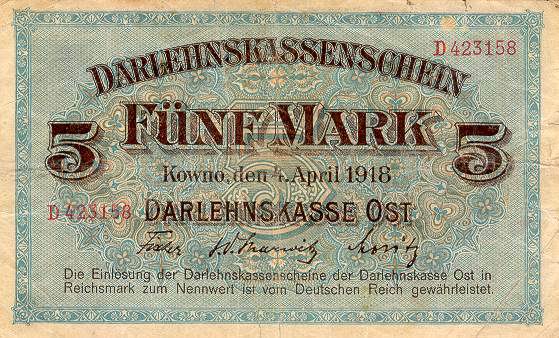 D 423158
DARLEHNSKASSENSCHEIN
5 FÜNF MARK 5
Kowno, den 4. April 1918
D 423158 DARLEHNSKASSE OST
Die Einlösung der Darlehnskassenscheine der Darlehnskasse Ost in
Reichsmark zum Nennwert ist vom Deutschen Reich gewährleistet.